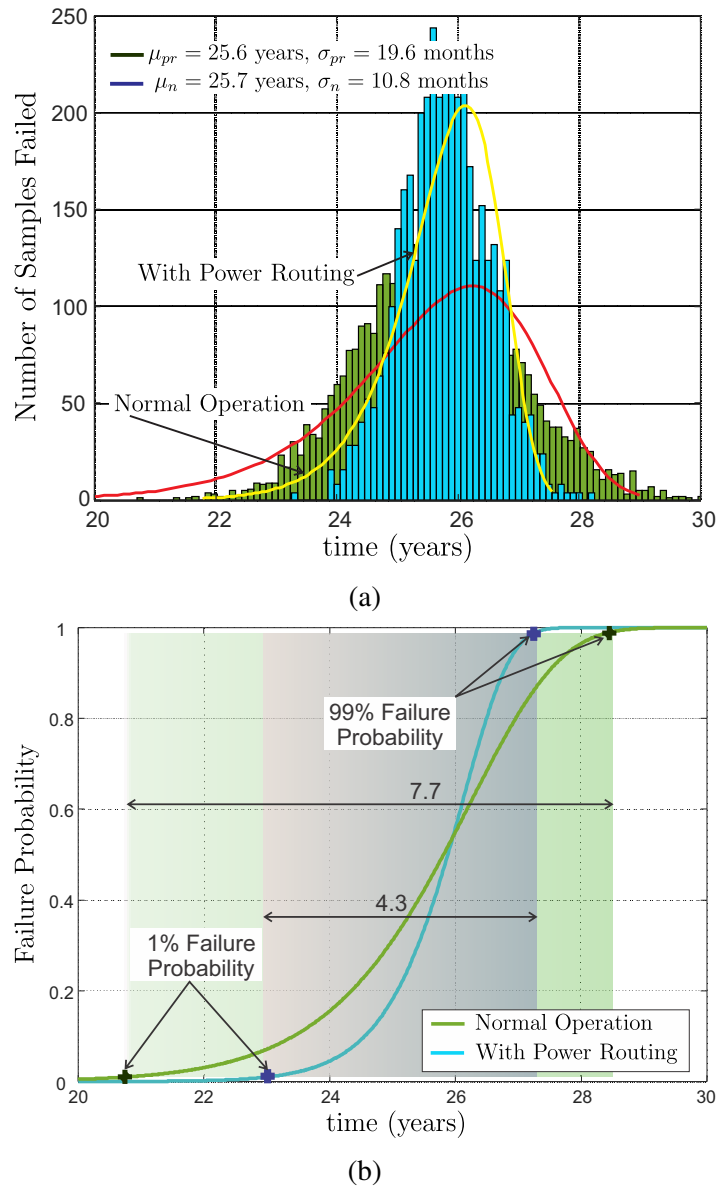 250
200
150
100
50
0
Number of Samples Failed
μpr = 25.6 years, σpr = 19.6 months
μn = 25.7 years, σn = 10.8 months
With Power Routing
Normal Operation
20 22 24 26 28 30
time (years)
(a)
1
0.8
0.6
0.4
0.2
0
Failure Probability
99% Failure
Probability
7.7
4.3
1% Failure
Probability
Normal Operation
With Power Routing
20 22 24 26 28 30
time (years)
(b)